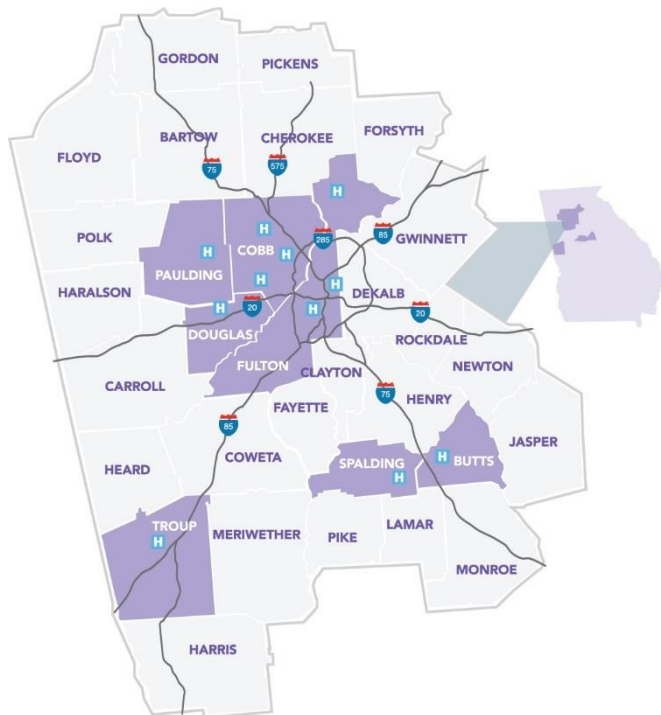 GORDON
PICKENS
FLOYD
BARTOW
CHEROKEE
FORSYTH
75
575
H
POLK
H
H
COBB
H
285
85
GWINNETT
PAULDING
H
H
DEKALB
HARALSON
H
20
H
20
DOUGLAS
ROCKDALE
FULTON
CLAYTON
NEWTON
CARROLL
75
HENRY
FAYETTE
85
JASPER
COWETA
HEARD
SPALDING
H
BUTTS
H
TROUP
H
MERIWETHER
PIKE
LAMAR
MONROE
HARRIS